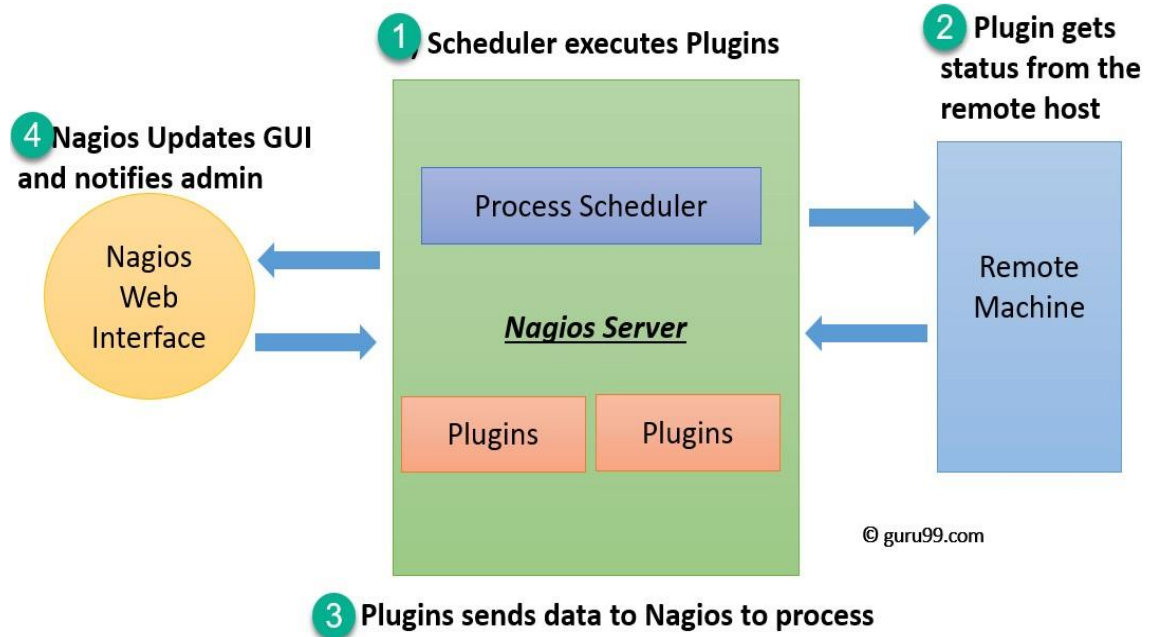 1 Scheduler executes Plugins
2 Plugin gets
status from the
remote host
4 Nagios Updates GUI
and notifies admin
Process Scheduler
Nagios
Web
Interface
Nagios Server
Remote
Machine
Plugins
Plugins
© guru99.com
3 Plugins sends data to Nagios to process